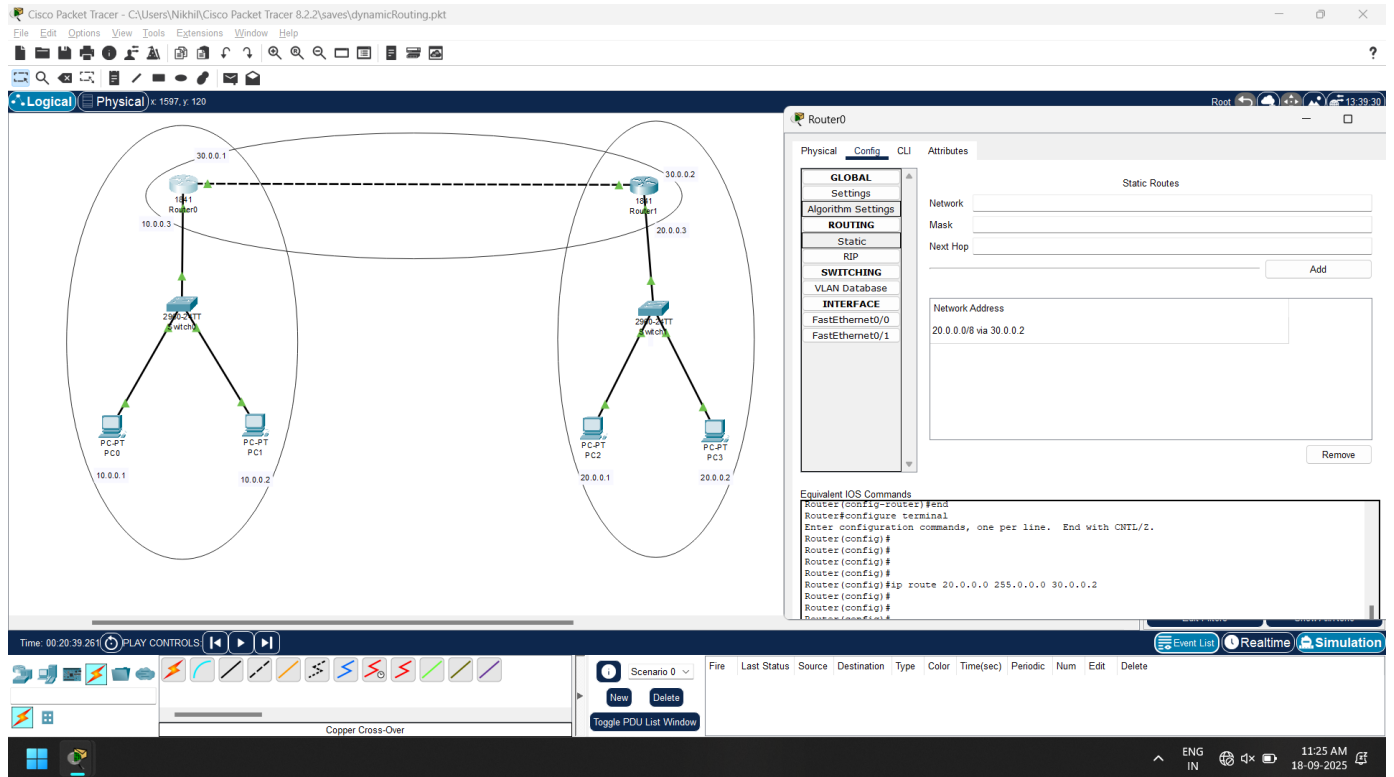 Cisco Packet Tracer - C:\Users\Nikhil\Cisco Packet Tracer 8.2.2\saves\dynamicRouting.pkt
File Edit Options View Tools Extensions Window Help
?
Logical Physical x: 1597, y: 120
Root 13:39:30
30.0.0.1
1841
Router0
10.0.0.3
30.0.0.2
1841
Router1
20.0.0.3
2960-24TT
Switch0
2960-24TT
Switch
PC-PT
PC0
10.0.0.1
PC-PT
PC1
10.0.0.2
PC-PT
PC2
20.0.0.1
PC-PT
PC3
20.0.0.2
Router0
Physical Config CLI Attributes
GLOBAL
Settings
Algorithm Settings
ROUTING
Static
RIP
SWITCHING
VLAN Database
INTERFACE
FastEthernet0/0
FastEthernet0/1
Static Routes
Network
Mask
Next Hop
Add
Network Address
20.0.0.0/8 via 30.0.0.2
Remove
Equivalent IOS Commands
Router(config-router)#end
Router#configure terminal
Enter configuration commands, one per line. End with CNTL/Z.
Router(config)#
Router(config)#
Router(config)#
Router(config)#
Router(config)#ip route 20.0.0.0 255.0.0.0 30.0.0.2
Router(config)#
Router(config)#
Router(config)#
Time: 00:20:39.261 PLAY CONTROLS:
Event List Realtime Simulation
Scenario 0
New Delete
Toggle PDU List Window
Fire Last Status Source Destination Type Color Time(sec) Periodic Num Edit Delete
Copper Cross-Over
ENG
IN
11:25 AM
18-09-2025